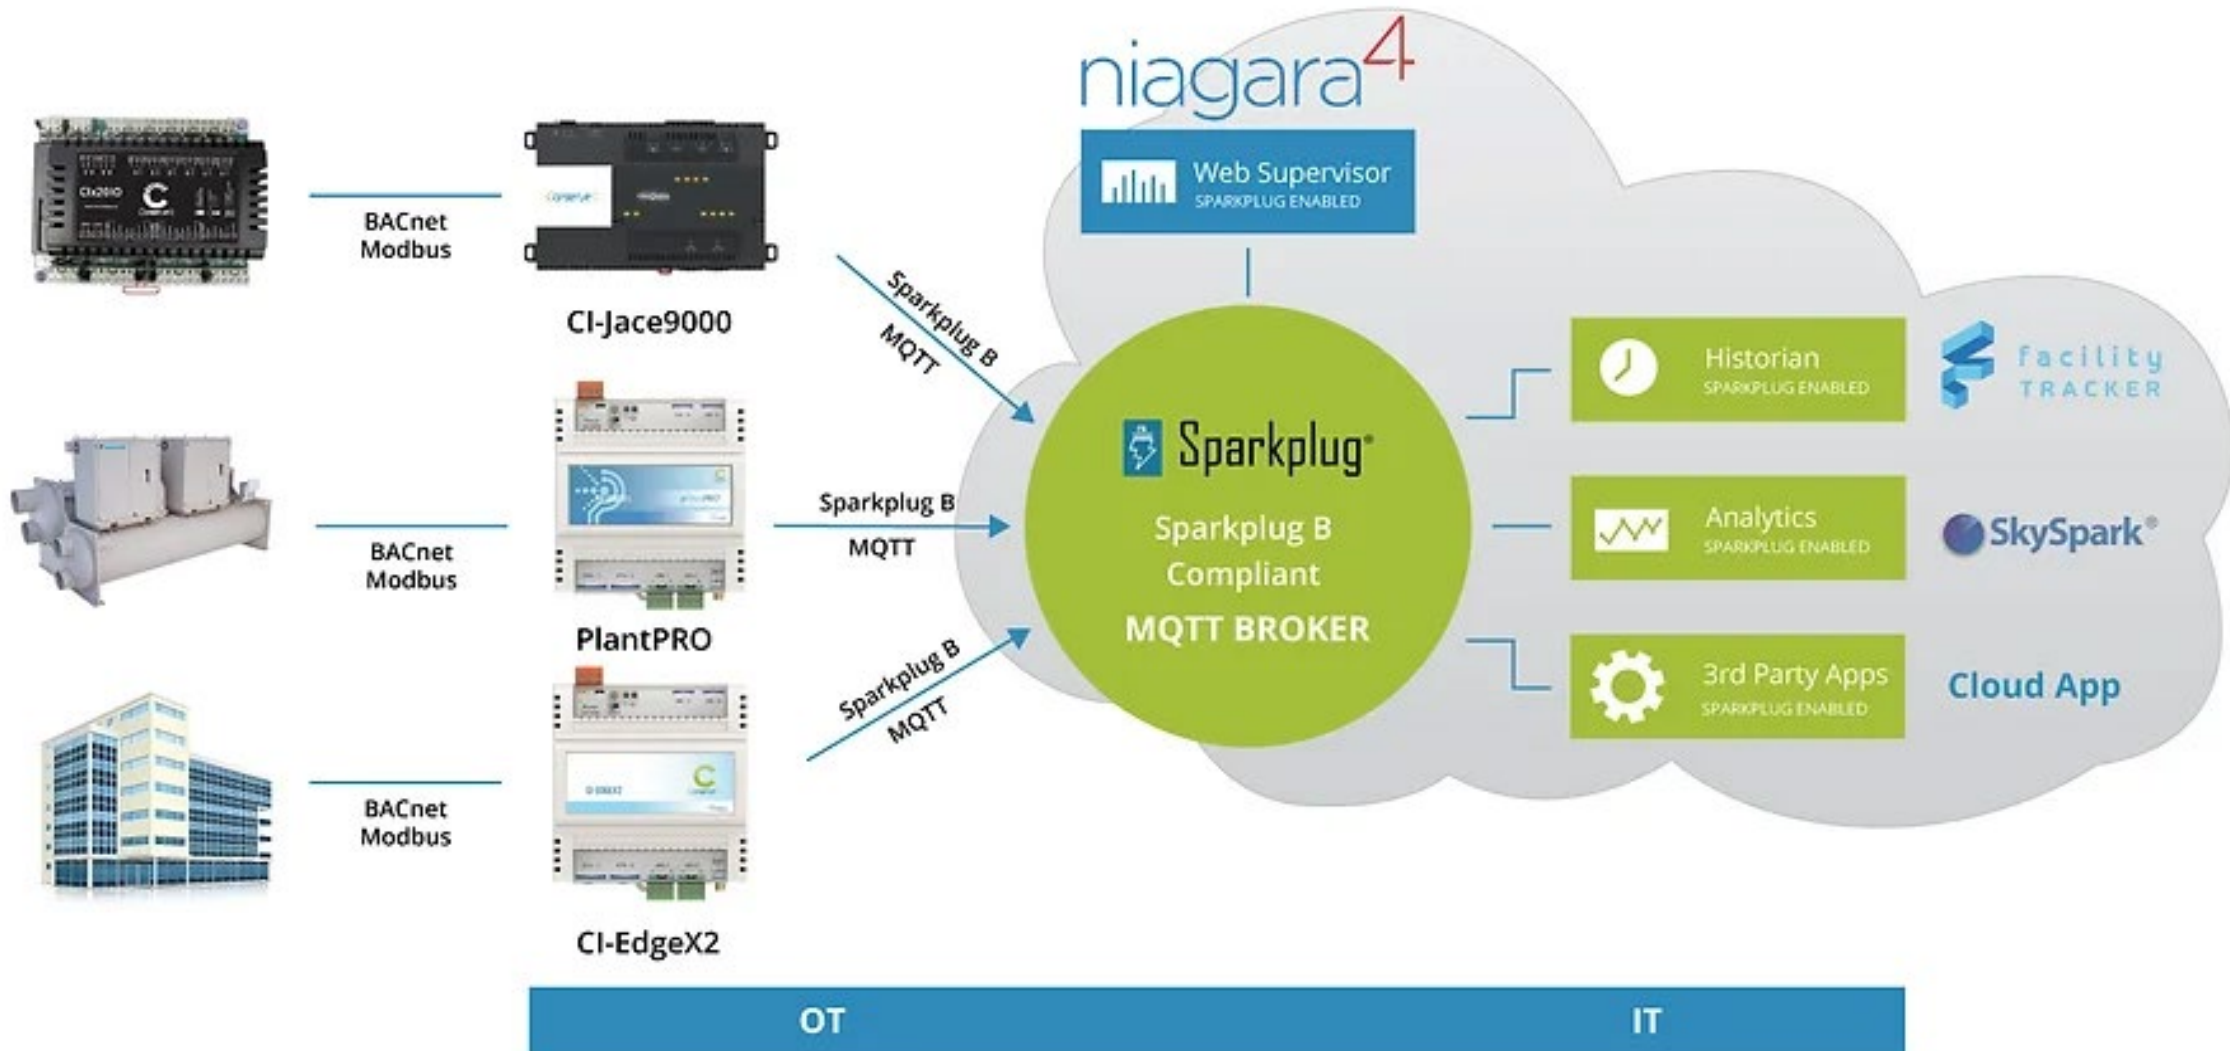 niagara4
Web Supervisor
SPARKPLUG ENABLED
CIx201O
C
BACnet
Modbus
CI-Jace9000
Sparkplug B
MQTT
BACnet
Modbus
PlantPRO
Sparkplug B
MQTT
BACnet
Modbus
C
CI-EdgeX2
Sparkplug B
MQTT
Sparkplug®
Sparkplug B
Compliant
MQTT BROKER
Historian
SPARKPLUG ENABLED
facility
TRACKER
Analytics
SPARKPLUG ENABLED
SkySpark®
3rd Party Apps
SPARKPLUG ENABLED
Cloud App
OT
IT